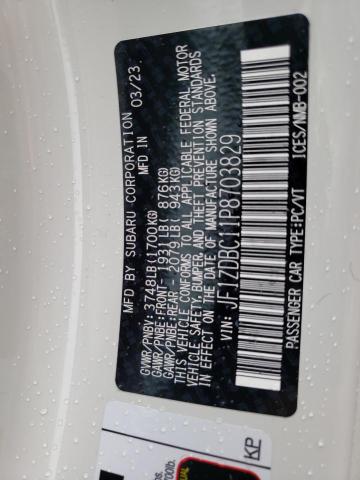 MFD BY SUBARU CORPORATION 03/23
MFD IN
GVWR/PNBV: 3748LB(1700KG)
GAWR/PNBE:FRONT- 1931LB( 876KG)
GAWR/PNBE:REAR - 2079LB( 943KG)
THIS VEHICLE CONFORMS TO ALL APPLICABLE FEDERAL MOTOR
VEHICLE SAFETY,BUMPER,AND THEFT PREVENTION STANDARDS
IN EFFECT ON THE DATE OF MANUFACTURE SHOWN ABOVE.
VIN: JF1ZDBC11P8703829
PASSENGER CAR TYPE:PC/VT ICES/NMB-002
KP